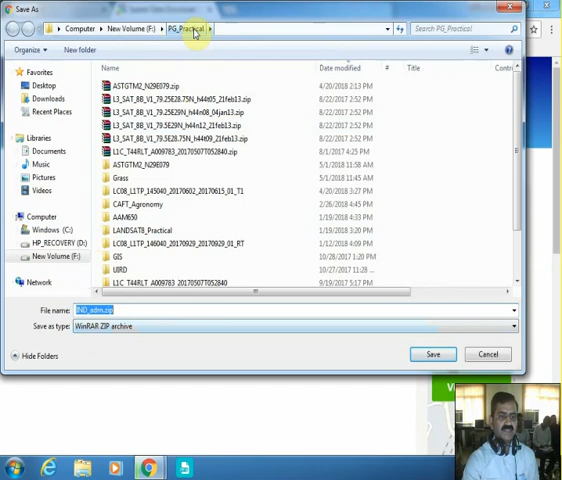 Save As
Computer ▸ New Volume (F:) ▸ PG_Practical ▸
Search PG_Practical
Organize
New folder
Name
Date modified
#
Title
Contributing
Favorites
Desktop
Downloads
Recent Places
Libraries
Documents
Music
Pictures
Videos
Computer
Windows (C:)
HP_RECOVERY (D:)
New Volume (F:)
Network
ASTGTM2_N29E079.zip 4/20/2018 2:13 PM
L3_SAT_8B_V1_79.25E28.75N_h44t05_21feb13.zip 8/22/2017 2:52 PM
L3_SAT_8B_V1_79.25E29N_h44n08_04jan13.zip 8/22/2017 2:52 PM
L3_SAT_8B_V1_79.5E29N_h44n12_21feb13.zip 8/22/2017 2:52 PM
L3_SAT_8B_V1_79.5E28.75N_h44t09_21feb13.zip 8/22/2017 2:52 PM
L1C_T44RLT_A009783_20170507T052840.zip 8/1/2017 4:25 PM
ASTGTM2_N29E079 5/1/2018 11:58 AM
Grass 5/1/2018 11:45 AM
LC08_L1TP_145040_20170602_20170615_01_T1 4/20/2018 3:27 PM
CAFT_Agronomy 2/26/2018 4:45 PM
AAM650 1/19/2018 4:33 PM
LANDSAT8_Practical 1/19/2018 3:20 PM
LC08_L1TP_146040_20170929_20170929_01_RT 1/12/2018 4:09 PM
GIS 10/28/2017 1:20 PM
UIRD 10/27/2017 11:28 ...
L1C_T44RLT_A009783_20170507T052840 9/19/2017 5:17 PM
File name: IND_adm.zip
Save as type: WinRAR ZIP archive
Hide Folders
Save
Cancel